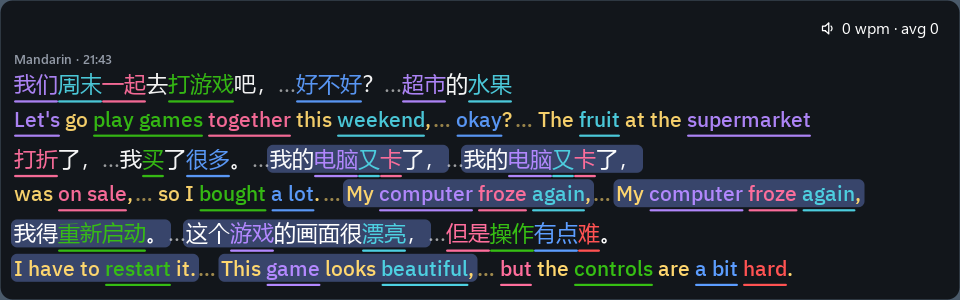 0 wpm · avg 0
Mandarin · 21:43
我们周末一起去打游戏吧，...好不好？...超市的水果
Let's go play games together this weekend,... okay?... The fruit at the supermarket
打折了，...我买了很多。...我的电脑又卡了，...我的电脑又卡了，
was on sale,... so I bought a lot. ... My computer froze again,... My computer froze again,
我得重新启动。...这个游戏的画面很漂亮，...但是操作有点难。
I have to restart it.... This game looks beautiful,... but the controls are a bit hard.